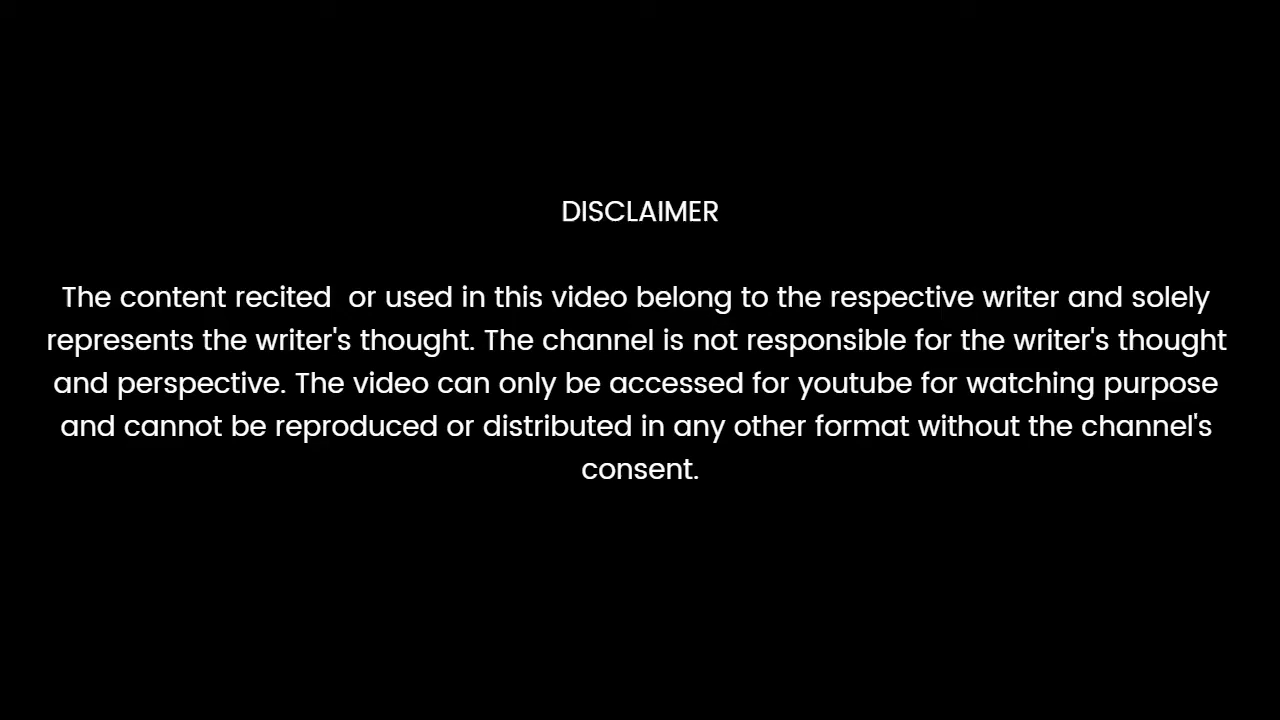 DISCLAIMER
The content recited  or used in this video belong to the respective writer and solely
represents the writer's thought. The channel is not responsible for the writer's thought
and perspective. The video can only be accessed for youtube for watching purpose
and cannot be reproduced or distributed in any other format without the channel's
consent.